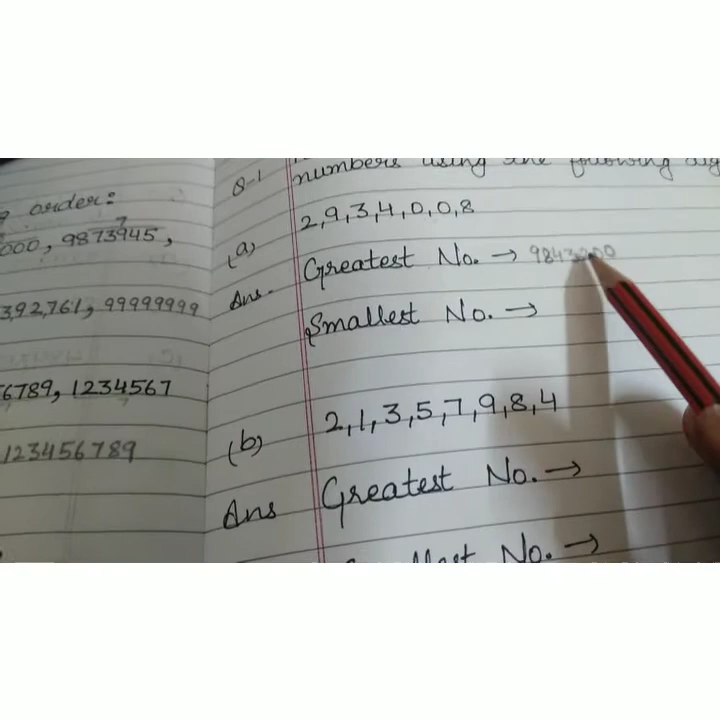 g order:
000, 9873945,
7
392,761, 99999999
6789, 1234567
123456789
Q-1 numbers using the following
(a) 2,9,3,4,0,0,8
Ans. Greatest No. → 9843200
Smallest No. →
(b) 2,1,3,5,7,9,8,4
Ans Greatest No. →
No. →